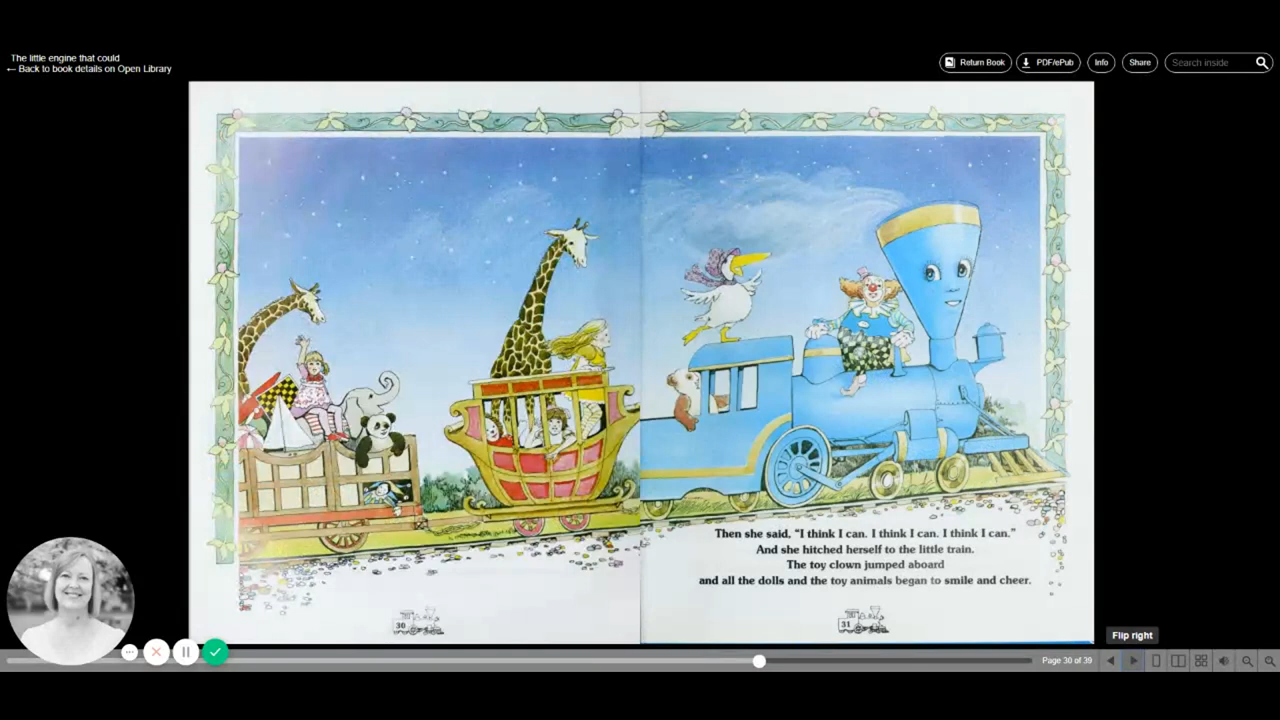 The little engine that could
← Back to book details on Open Library
Return Book
PDF/ePub
Info
Share
Search inside
Then she said, “I think I can. I think I can. I think I can.”
And she hitched herself to the little train.
The toy clown jumped aboard
and all the dolls and the toy animals began to smile and cheer.
30
31
Flip right
Page 30 of 39